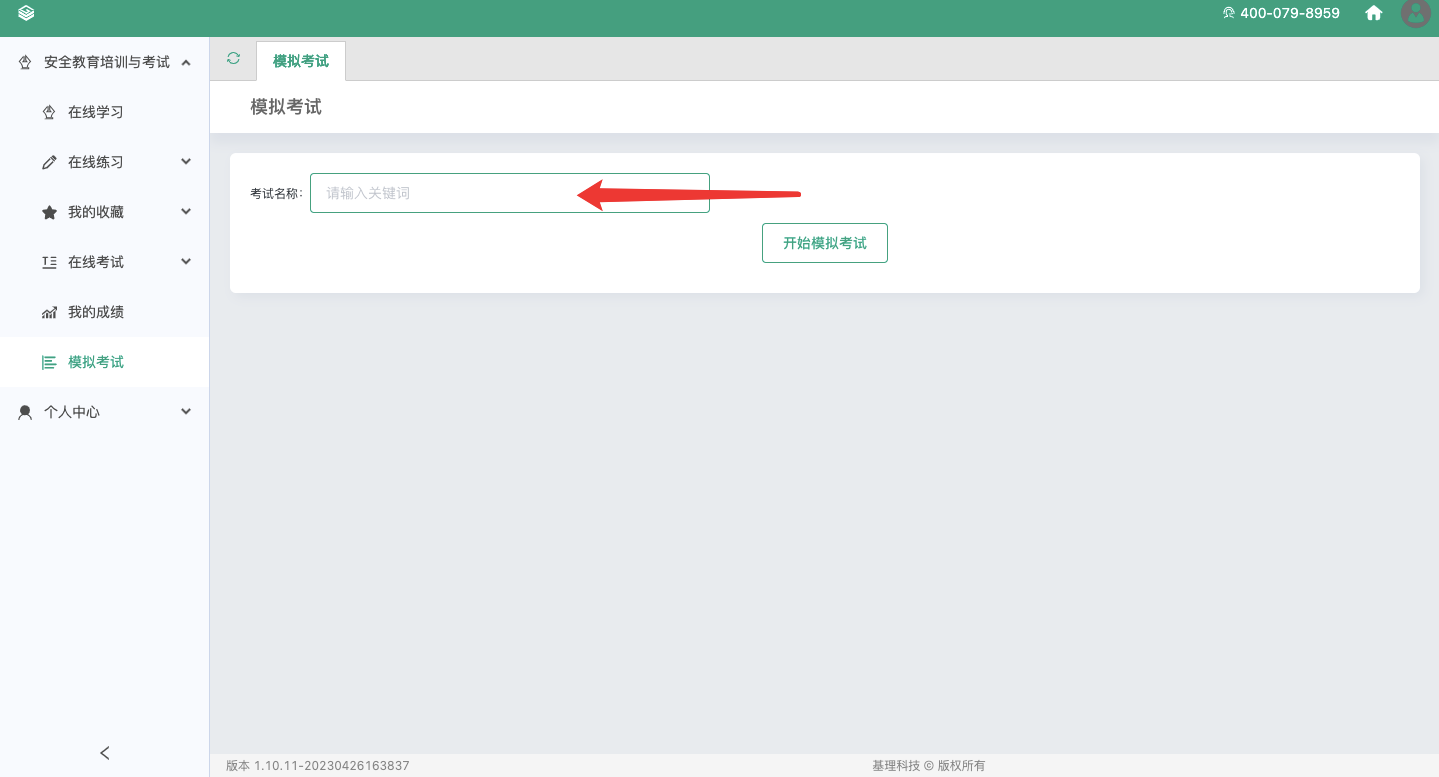 400-079-8959
安全教育培训与考试
在线学习
在线练习
我的收藏
在线考试
我的成绩
模拟考试
个人中心
模拟考试
模拟考试
考试名称：
请输入关键词
开始模拟考试
版本 1.10.11-20230426163837
基理科技 © 版权所有